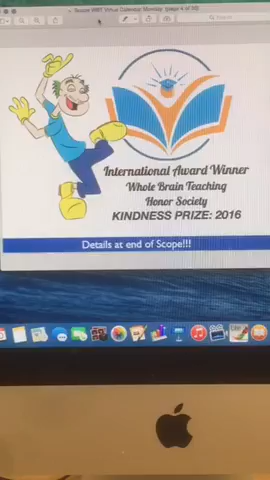 International Award Winner
Whole Brain Teaching
Honor Society
KINDNESS PRIZE: 2016
Details at end of Scope!!!